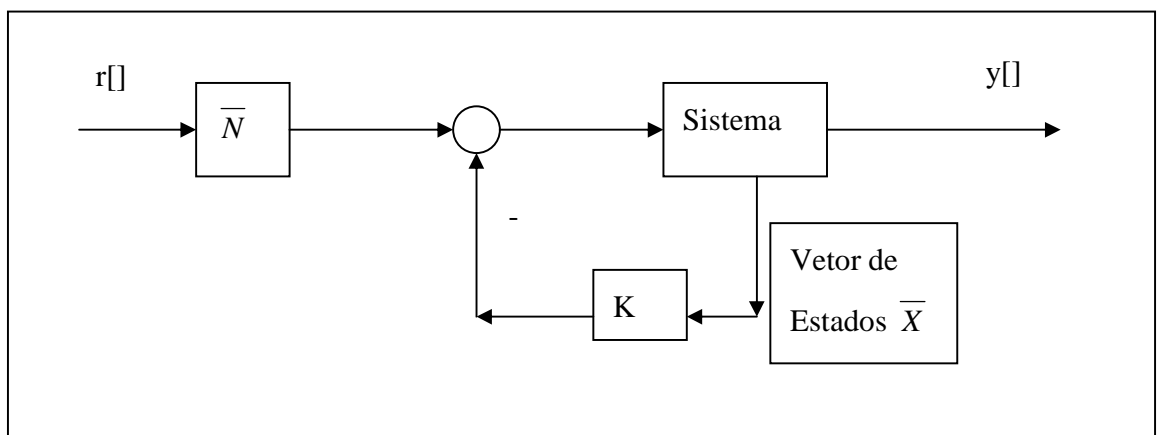 r[]
y[]
N̅
Sistema
-
Vetor de
Estados X̅
K